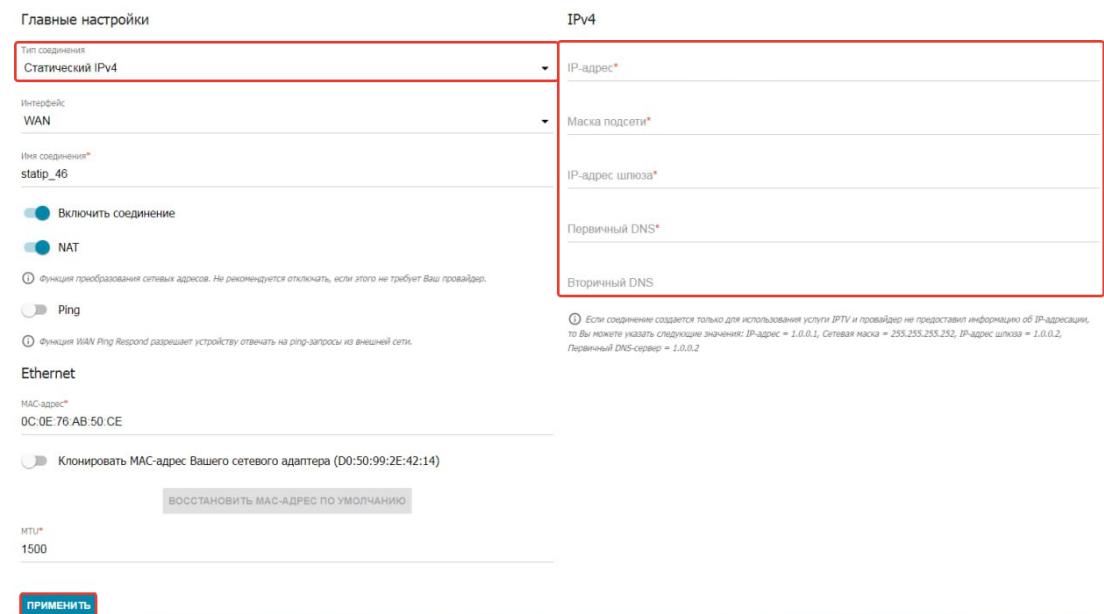 Главные настройки
Тип соединения
Статический IPv4
Интерфейс
WAN
Имя соединения*
statip_46
Включить соединение
NAT
Функция преобразования сетевых адресов. Не рекомендуется отключать, если этого не требует Ваш провайдер.
Ping
Функция WAN Ping Respond разрешает устройству отвечать на ping-запросы из внешней сети.
Ethernet
MAC-адрес*
0C:0E:76:AB:50:CE
Клонировать MAC-адрес Вашего сетевого адаптера (D0:50:99:2E:42:14)
ВОССТАНОВИТЬ MAC-АДРЕС ПО УМОЛЧАНИЮ
MTU*
1500
ПРИМЕНИТЬ
IPv4
IP-адрес*
Маска подсети*
IP-адрес шлюза*
Первичный DNS*
Вторичный DNS
Если соединение создается только для использования услуги IPTV и провайдер не предоставил информацию об IP-адресации,
то Вы можете указать следующие значения: IP-адрес = 1.0.0.1, Сетевая маска = 255.255.255.252, IP-адрес шлюза = 1.0.0.2,
Первичный DNS-сервер = 1.0.0.2